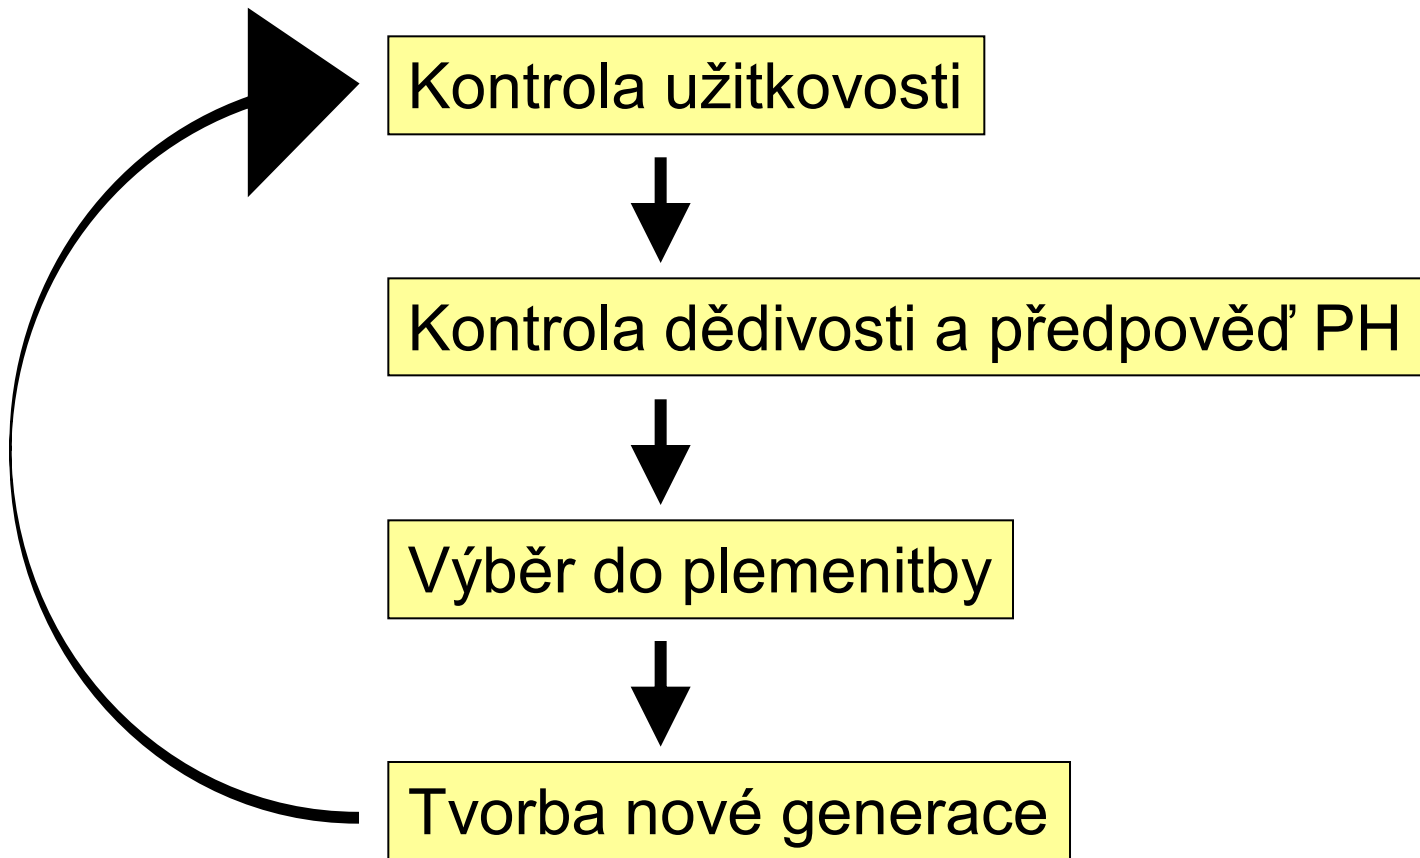 Kontrola užitkovosti
Kontrola dědivosti a předpověď PH
Výběr do plemenitby
Tvorba nové generace